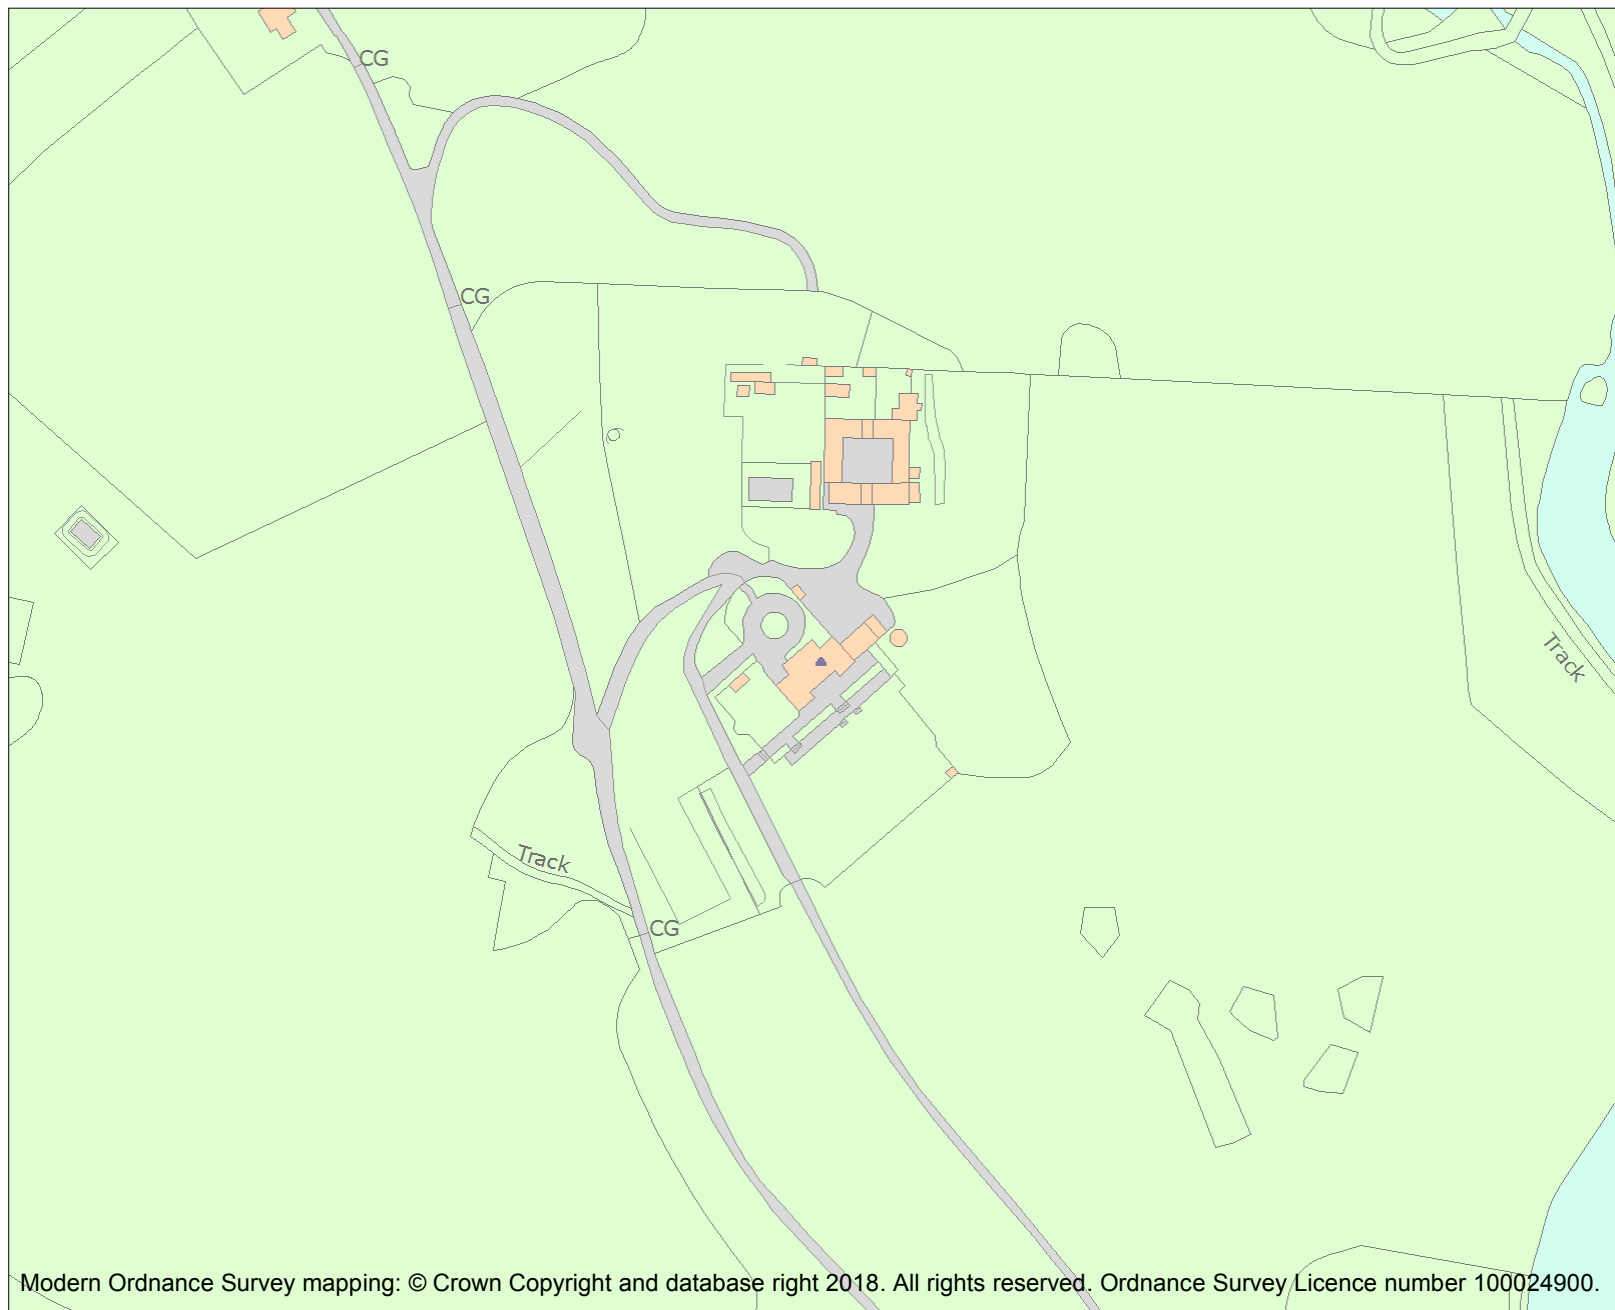 CG
CG
Track
Track
CG
Modern Ordnance Survey mapping: © Crown Copyright and database right 2018. All rights reserved. Ordnance Survey Licence number 100024900.